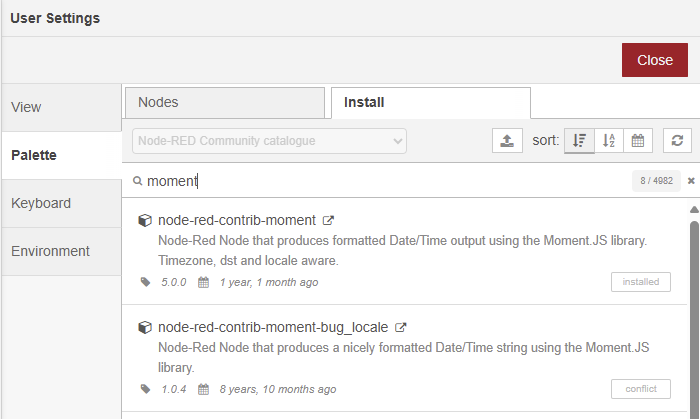 User Settings
Close
View
Palette
Keyboard
Environment
Nodes
Install
Node-RED Community catalogue
sort:
moment
8 / 4982
node-red-contrib-moment
Node-Red Node that produces formatted Date/Time output using the Moment.JS library.
Timezone, dst and locale aware.
5.0.0
1 year, 1 month ago
installed
node-red-contrib-moment-bug_locale
Node-Red Node that produces a nicely formatted Date/Time string using the Moment.JS
library.
1.0.4
8 years, 10 months ago
conflict